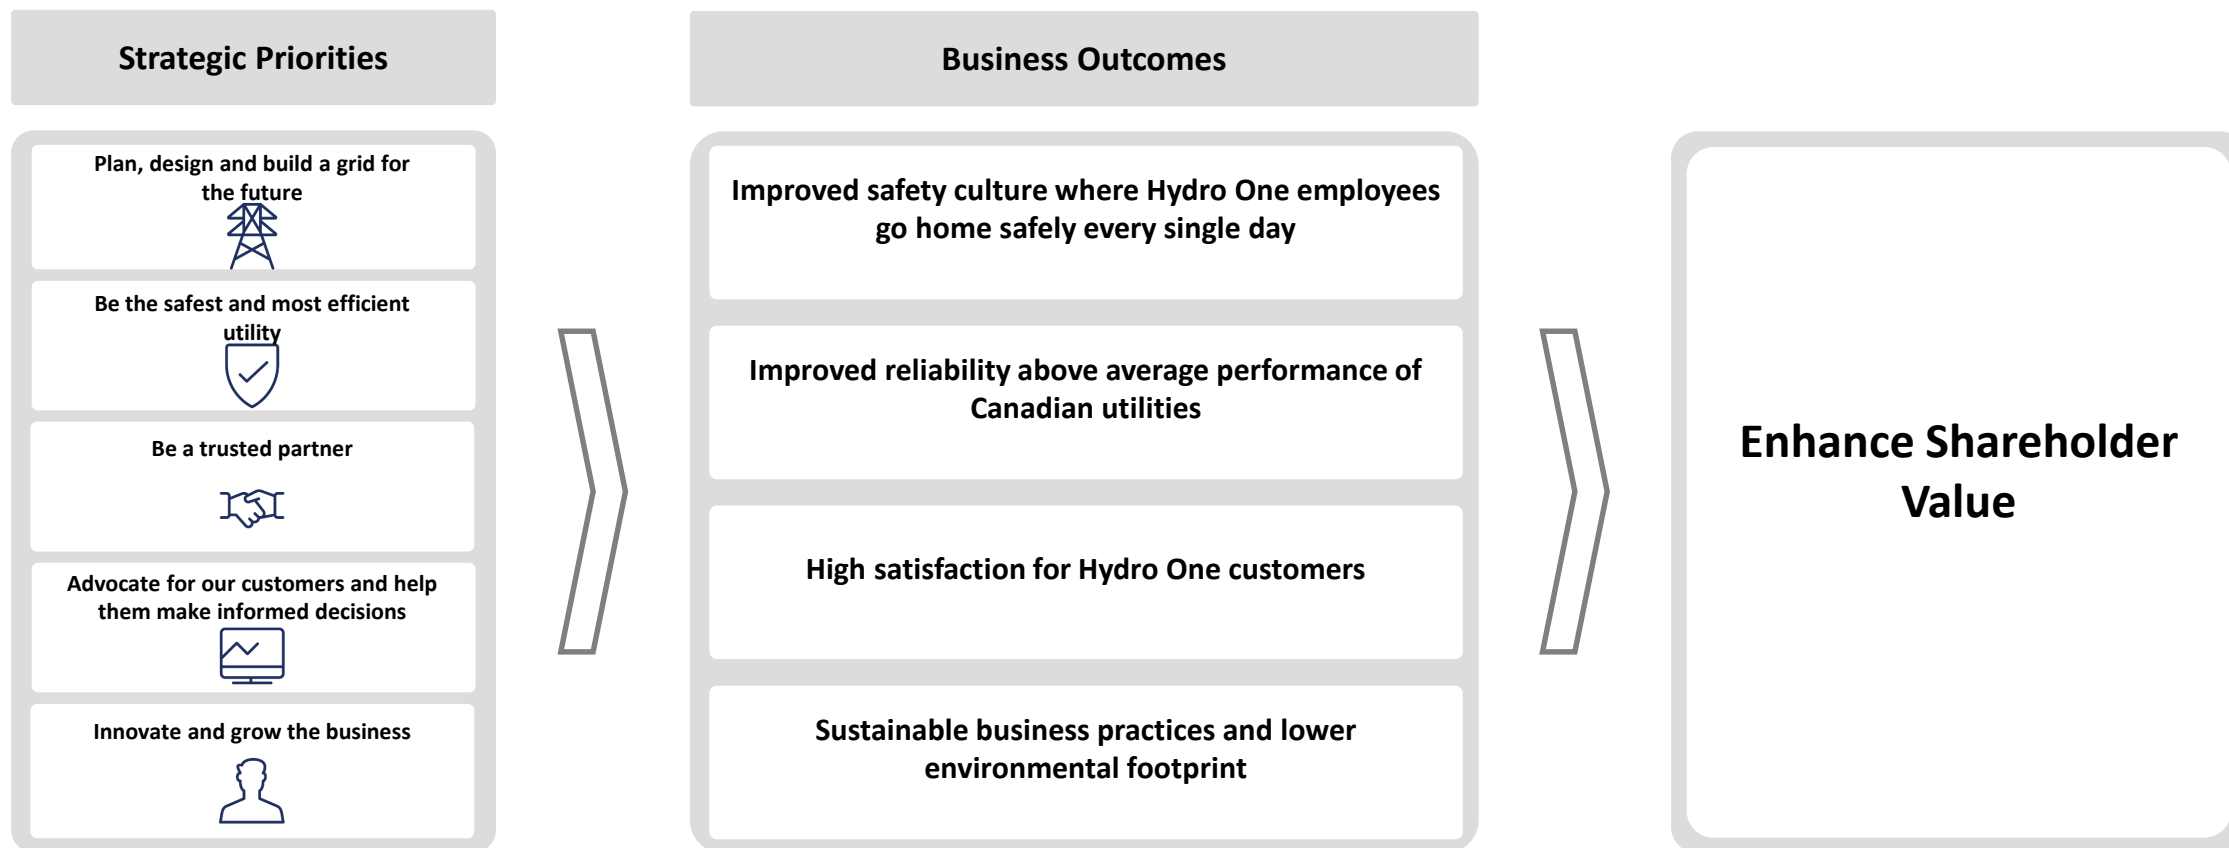 Strategic Priorities
Plan, design and build a grid for
the future
Be the safest and most efficient
utility
Be a trusted partner
Advocate for our customers and help
them make informed decisions
Innovate and grow the business
Business Outcomes
Improved safety culture where Hydro One employees
go home safely every single day
Improved reliability above average performance of
Canadian utilities
High satisfaction for Hydro One customers
Sustainable business practices and lower
environmental footprint
Enhance Shareholder
Value